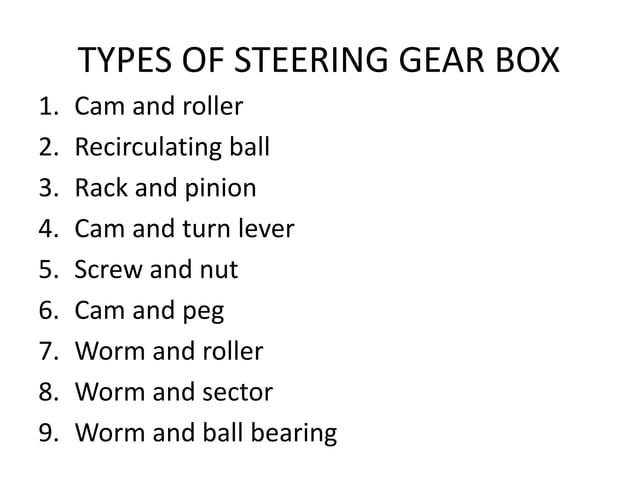 TYPES OF STEERING GEAR BOX
1. Cam and roller
2. Recirculating ball
3. Rack and pinion
4. Cam and turn lever
5. Screw and nut
6. Cam and peg
7. Worm and roller
8. Worm and sector
9. Worm and ball bearing